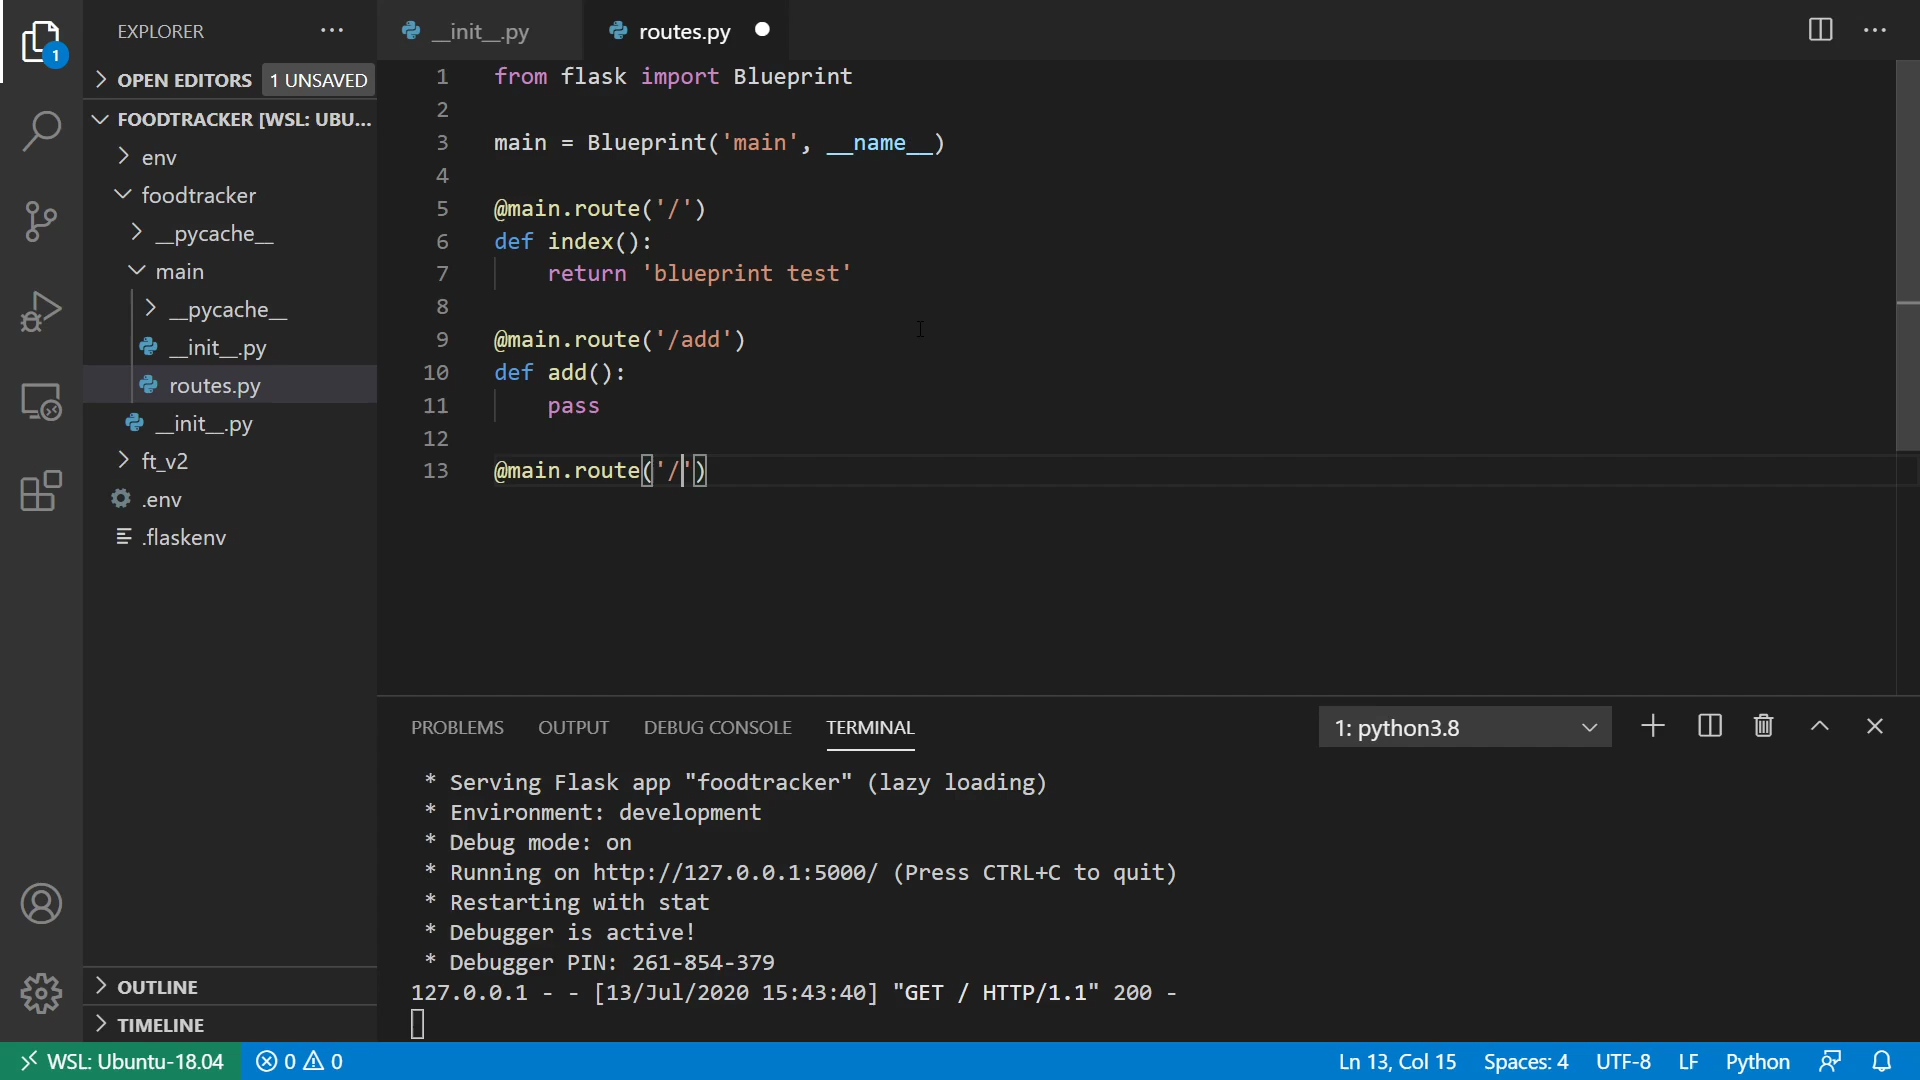 EXPLORER
__init__.py
routes.py
1
OPEN EDITORS
1 UNSAVED
FOODTRACKER [WSL: UBU...
env
foodtracker
__pycache__
main
__pycache__
__init__.py
routes.py
__init__.py
ft_v2
.env
.flaskenv
OUTLINE
TIMELINE
1 from flask import Blueprint
2
3 main = Blueprint('main', __name__)
4
5 @main.route('/')
6 def index():
7 return 'blueprint test'
8
9 @main.route('/add')
10 def add():
11 pass
12
13 @main.route('/')
PROBLEMS OUTPUT DEBUG CONSOLE TERMINAL
1: python3.8
* Serving Flask app "foodtracker" (lazy loading)
* Environment: development
* Debug mode: on
* Running on http://127.0.0.1:5000/ (Press CTRL+C to quit)
* Restarting with stat
* Debugger is active!
* Debugger PIN: 261-854-379
127.0.0.1 - - [13/Jul/2020 15:43:40] "GET / HTTP/1.1" 200 -
WSL: Ubuntu-18.04 0 0 Ln 13, Col 15 Spaces: 4 UTF-8 LF Python